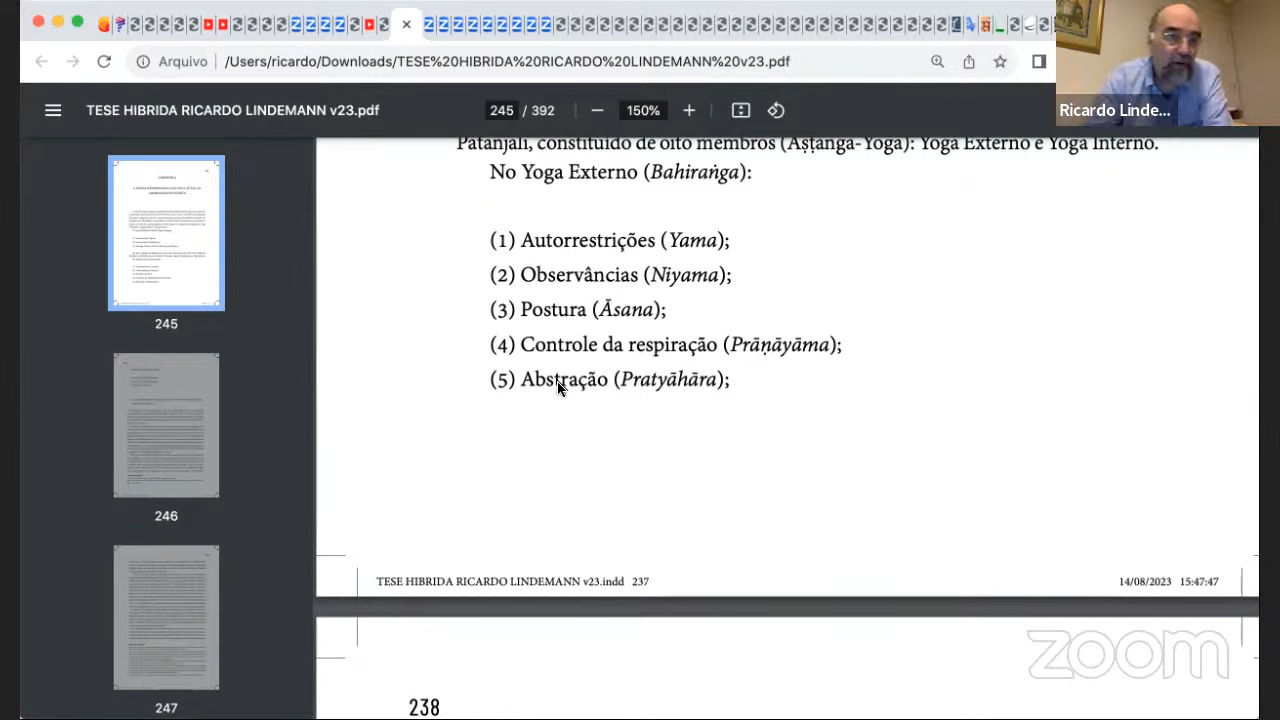 Arquivo
/Users/ricardo/Downloads/TESE%20HIBRIDA%20RICARDO%20LINDEMANN%20v23.pdf
Ricardo Linde...
TESE HIBRIDA RICARDO LINDEMANN v23.pdf
245 / 392
150%
Patanjali, constituído de oito membros (Aṣṭāṅga-Yoga): Yoga Externo e Yoga Interno.
No Yoga Externo (Bahiraṅga):
(1) Autorrestrições (Yama);
(2) Observâncias (Niyama);
(3) Postura (Āsana);
(4) Controle da respiração (Prāṇāyāma);
(5) Abstração (Pratyāhāra);
245
246
247
TESE HIBRIDA RICARDO LINDEMANN v23.indd 237
14/08/2023 15:47:47
238
zoom